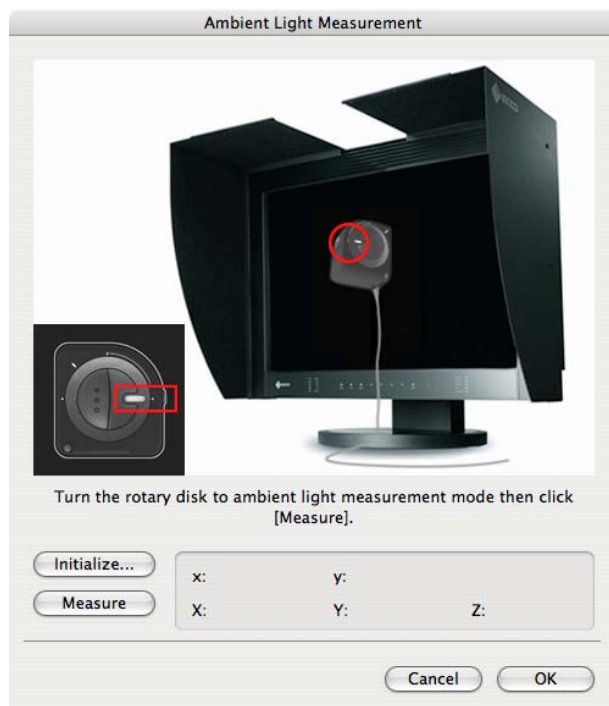 Ambient Light Measurement
EIZO
Turn the rotary disk to ambient light measurement mode then click
[Measure].
Initialize...
x:
y:
Measure
X:
Y:
Z:
Cancel
OK